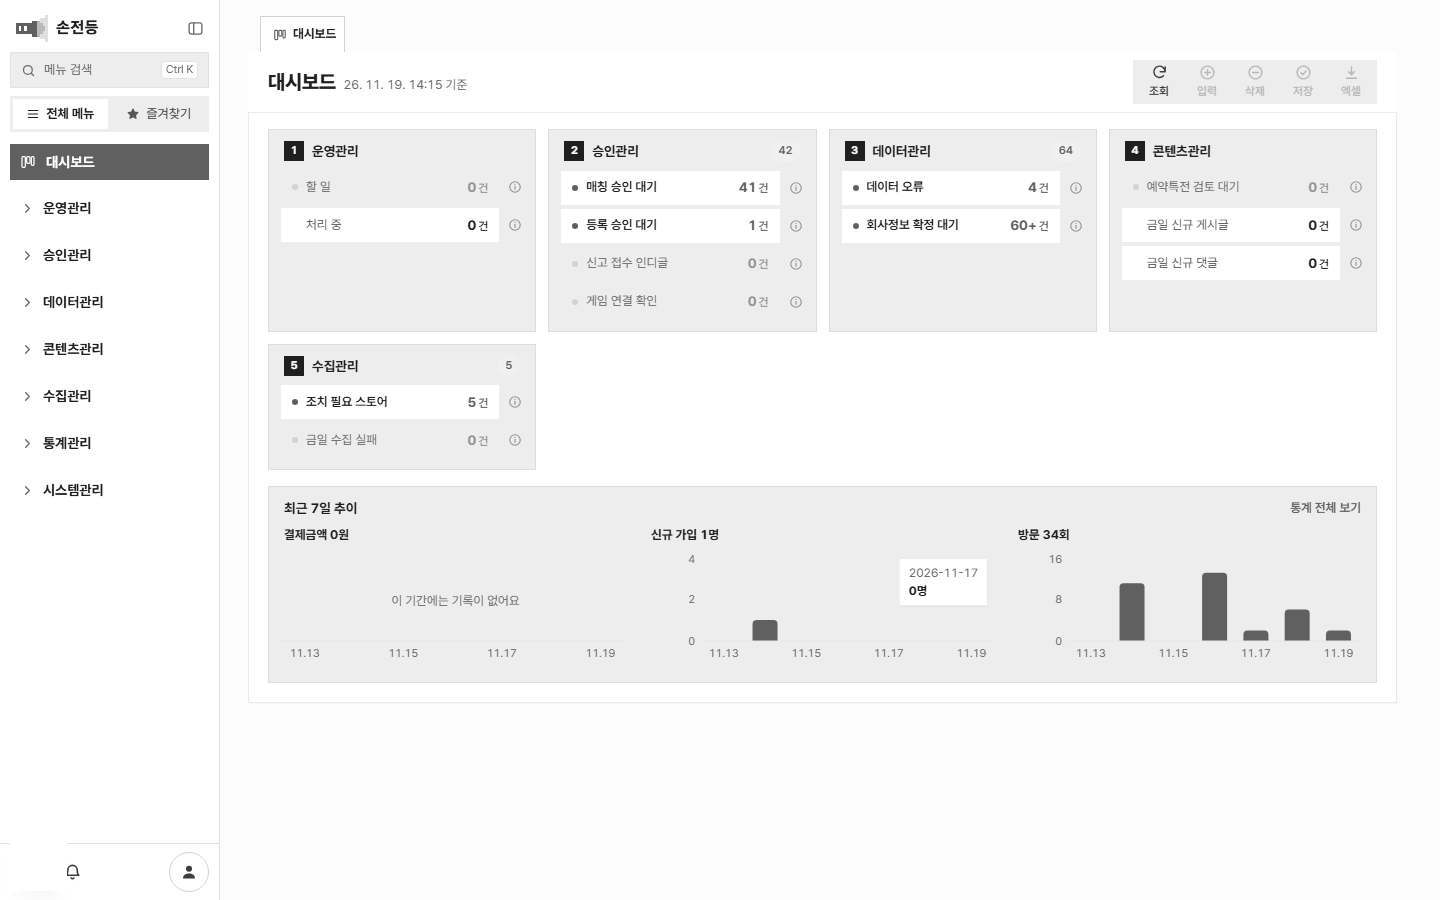 손전등
메뉴 검색 Ctrl K
전체 메뉴 즐겨찾기
대시보드
운영관리
승인관리
데이터관리
콘텐츠관리
수집관리
통계관리
시스템관리
대시보드
대시보드 26. 11. 19. 14:15 기준
조회 입력 삭제 저장 엑셀
1 운영관리
할 일 0건
처리 중 0건
2 승인관리 42
매칭 승인 대기 41건
등록 승인 대기 1건
신고 접수 인디글 0건
게임 연결 확인 0건
3 데이터관리 64
데이터 오류 4건
회사정보 확정 대기 60+건
4 콘텐츠관리
예약특전 검토 대기 0건
금일 신규 게시글 0건
금일 신규 댓글 0건
5 수집관리 5
조치 필요 스토어 5건
금일 수집 실패 0건
최근 7일 추이 통계 전체 보기
결제금액 0원
이 기간에는 기록이 없어요
11.13 11.15 11.17 11.19
신규 가입 1명
4
2
0
2026-11-17
0명
11.13 11.15 11.17 11.19
방문 34회
16
8
0
11.13 11.15 11.17 11.19